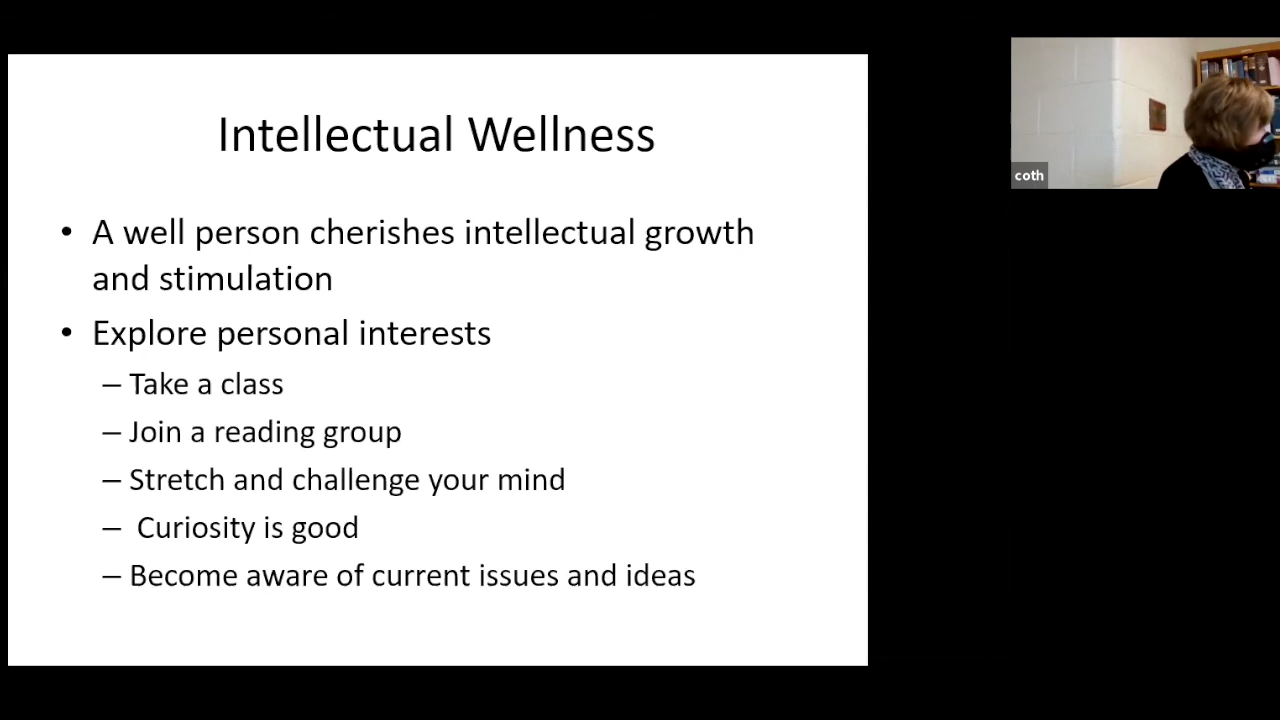 Intellectual Wellness
• A well person cherishes intellectual growth
and stimulation
• Explore personal interests
– Take a class
– Join a reading group
– Stretch and challenge your mind
– Curiosity is good
– Become aware of current issues and ideas
coth